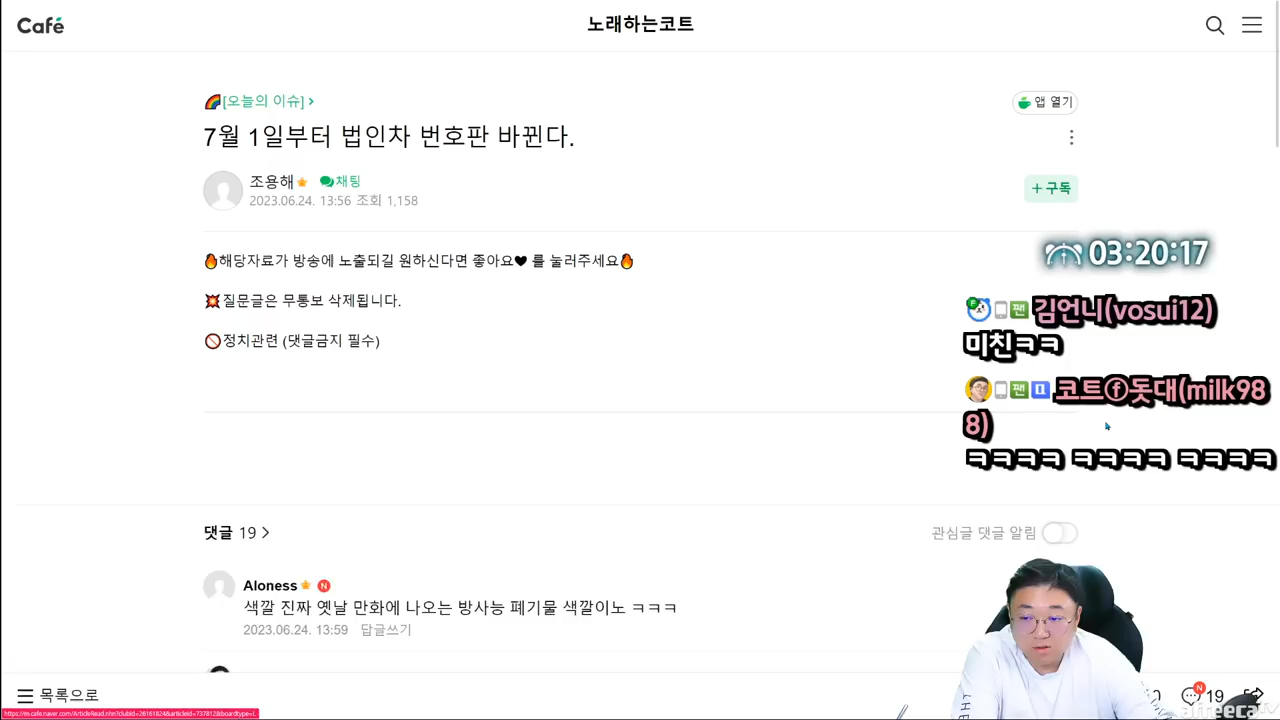 Café
노래하는코트
🌈[오늘의 이슈] >
앱 열기
7월 1일부터 법인차 번호판 바뀐다.
조용해 채팅
2023.06.24. 13:56 조회 1,158
+ 구독
🔥해당자료가 방송에 노출되길 원하신다면 좋아요♥ 를 눌러주세요🔥
03:20:17
💥질문글은 무통보 삭제됩니다.
팬 김언니(vosui12)
미친ㅋㅋ
🚫정치관련 (댓글금지 필수)
팬 코트ⓕ돗대(milk98
8)
ㅋㅋㅋㅋ ㅋㅋㅋㅋ ㅋㅋㅋㅋ
댓글 19 >
관심글 댓글 알림
Aloness N
색깔 진짜 옛날 만화에 나오는 방사능 폐기물 색깔이노 ㅋㅋㅋ
2023.06.24. 13:59 답글쓰기
목록으로
N 19
afreecaTV